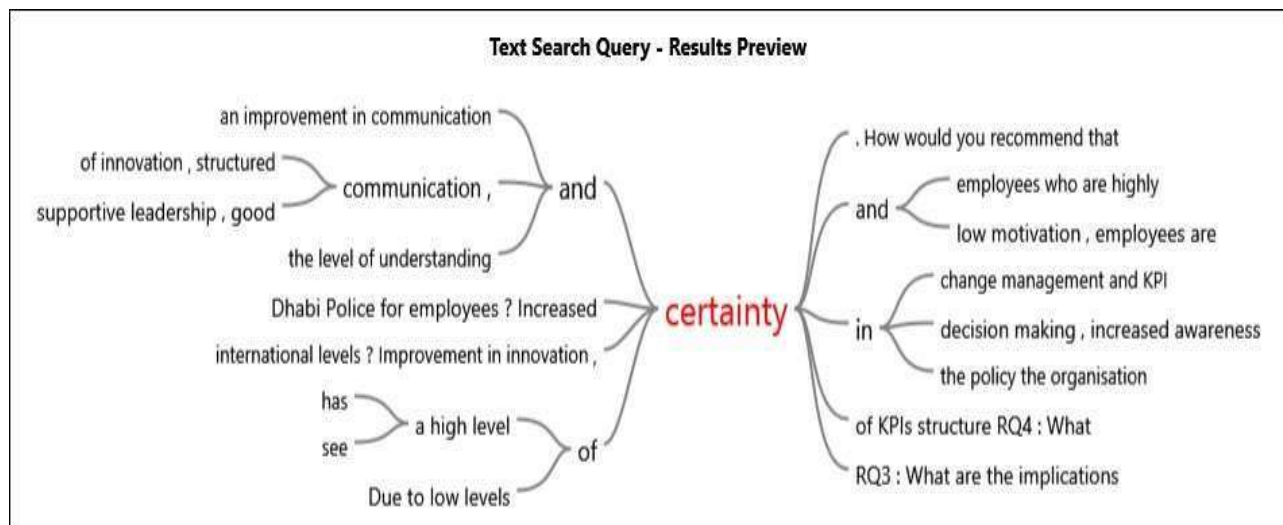 Text Search Query - Results Preview
an improvement in communication
of innovation , structured
supportive leadership , good
communication ,
and
the level of understanding
Dhabi Police for employees ? Increased
international levels ? Improvement in innovation ,
has
see
a high level
of
Due to low levels
certainty
. How would you recommend that
and
employees who are highly
low motivation , employees are
in
change management and KPI
decision making , increased awareness
the policy the organisation
of KPIs structure RQ4 : What
RQ3 : What are the implications